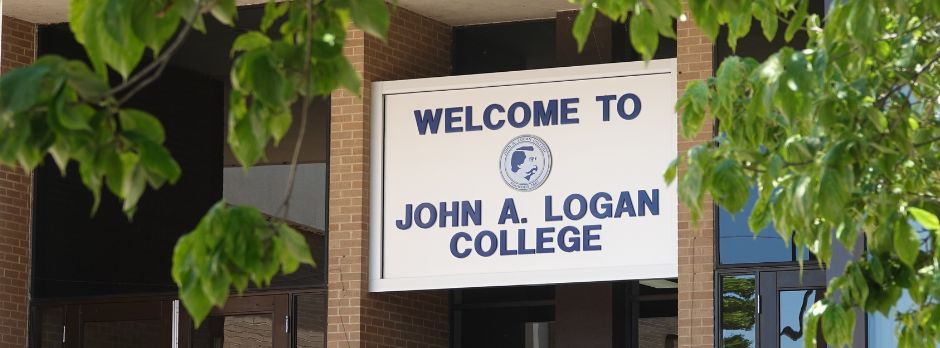 WELCOME TO
JOHN A. LOGAN
COLLEGE